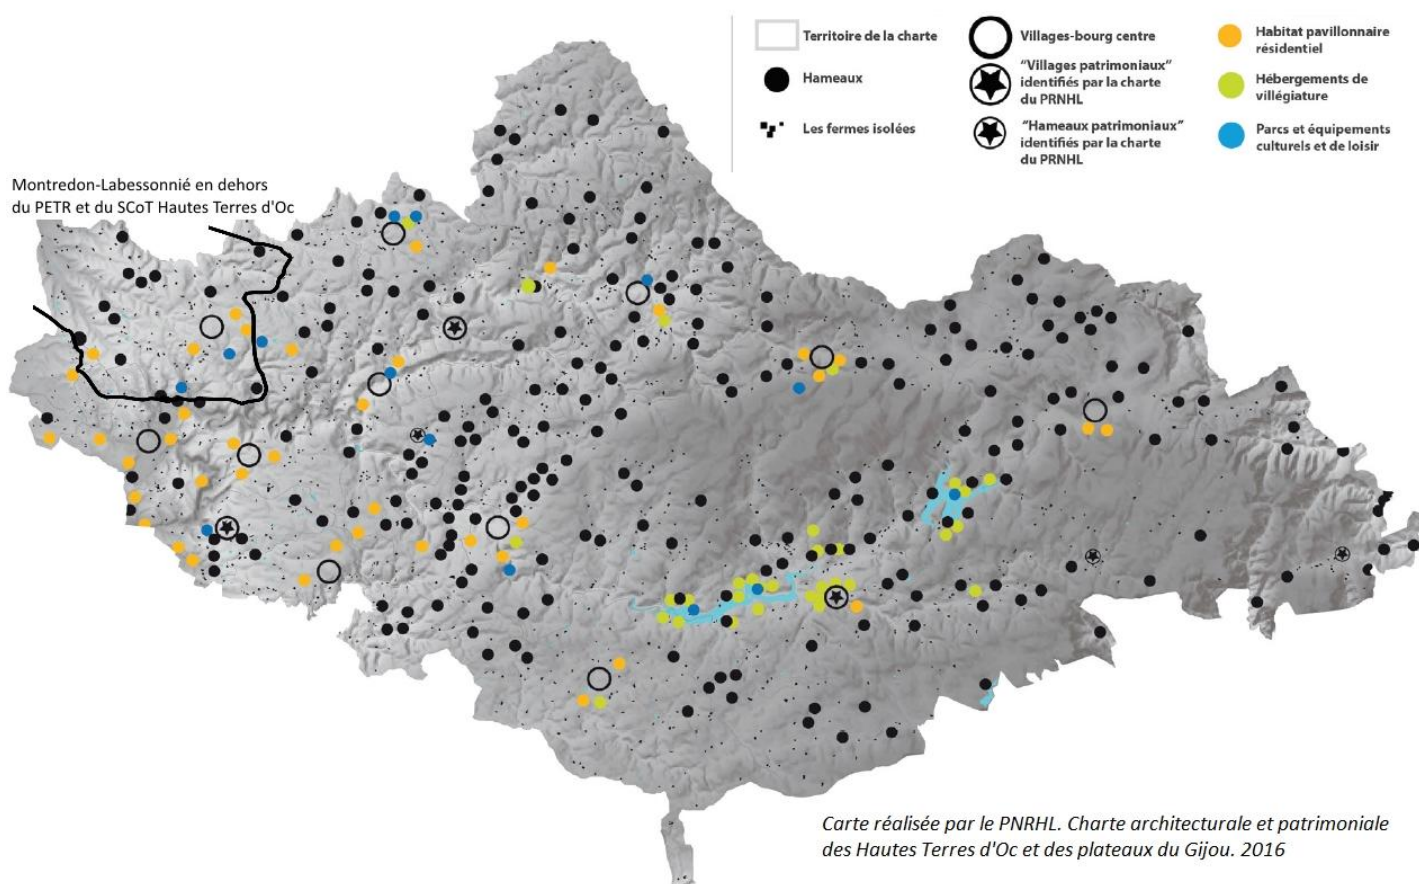 Territoire de la charte
Hameaux
Les fermes isolées
Villages-bourg centre
"Villages patrimoniaux"
identifiés par la charte
du PRNHL
"Hameaux patrimoniaux"
identifiés par la charte
du PRNHL
Habitat pavillonnaire
résidentiel
Hébergements de
villégiature
Parcs et équipements
culturels et de loisir
Montredon-Labessonnié en dehors
du PETR et du SCoT Hautes Terres d'Oc
Carte réalisée par le PNRHL. Charte architecturale et patrimoniale
des Hautes Terres d'Oc et des plateaux du Gijou. 2016